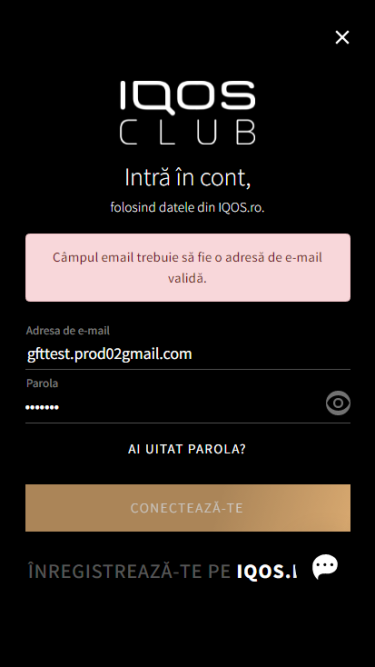 IQOS
CLUB
Intră în cont,
folosind datele din IQOS.ro.
Câmpul email trebuie să fie o adresă de e-mail
validă.
Adresa de e-mail
gfttest.prod02gmail.com
Parola
•••••••
AI UITAT PAROLA?
CONECTEAZĂ-TE
ÎNREGISTREAZĂ-TE PE IQOS.